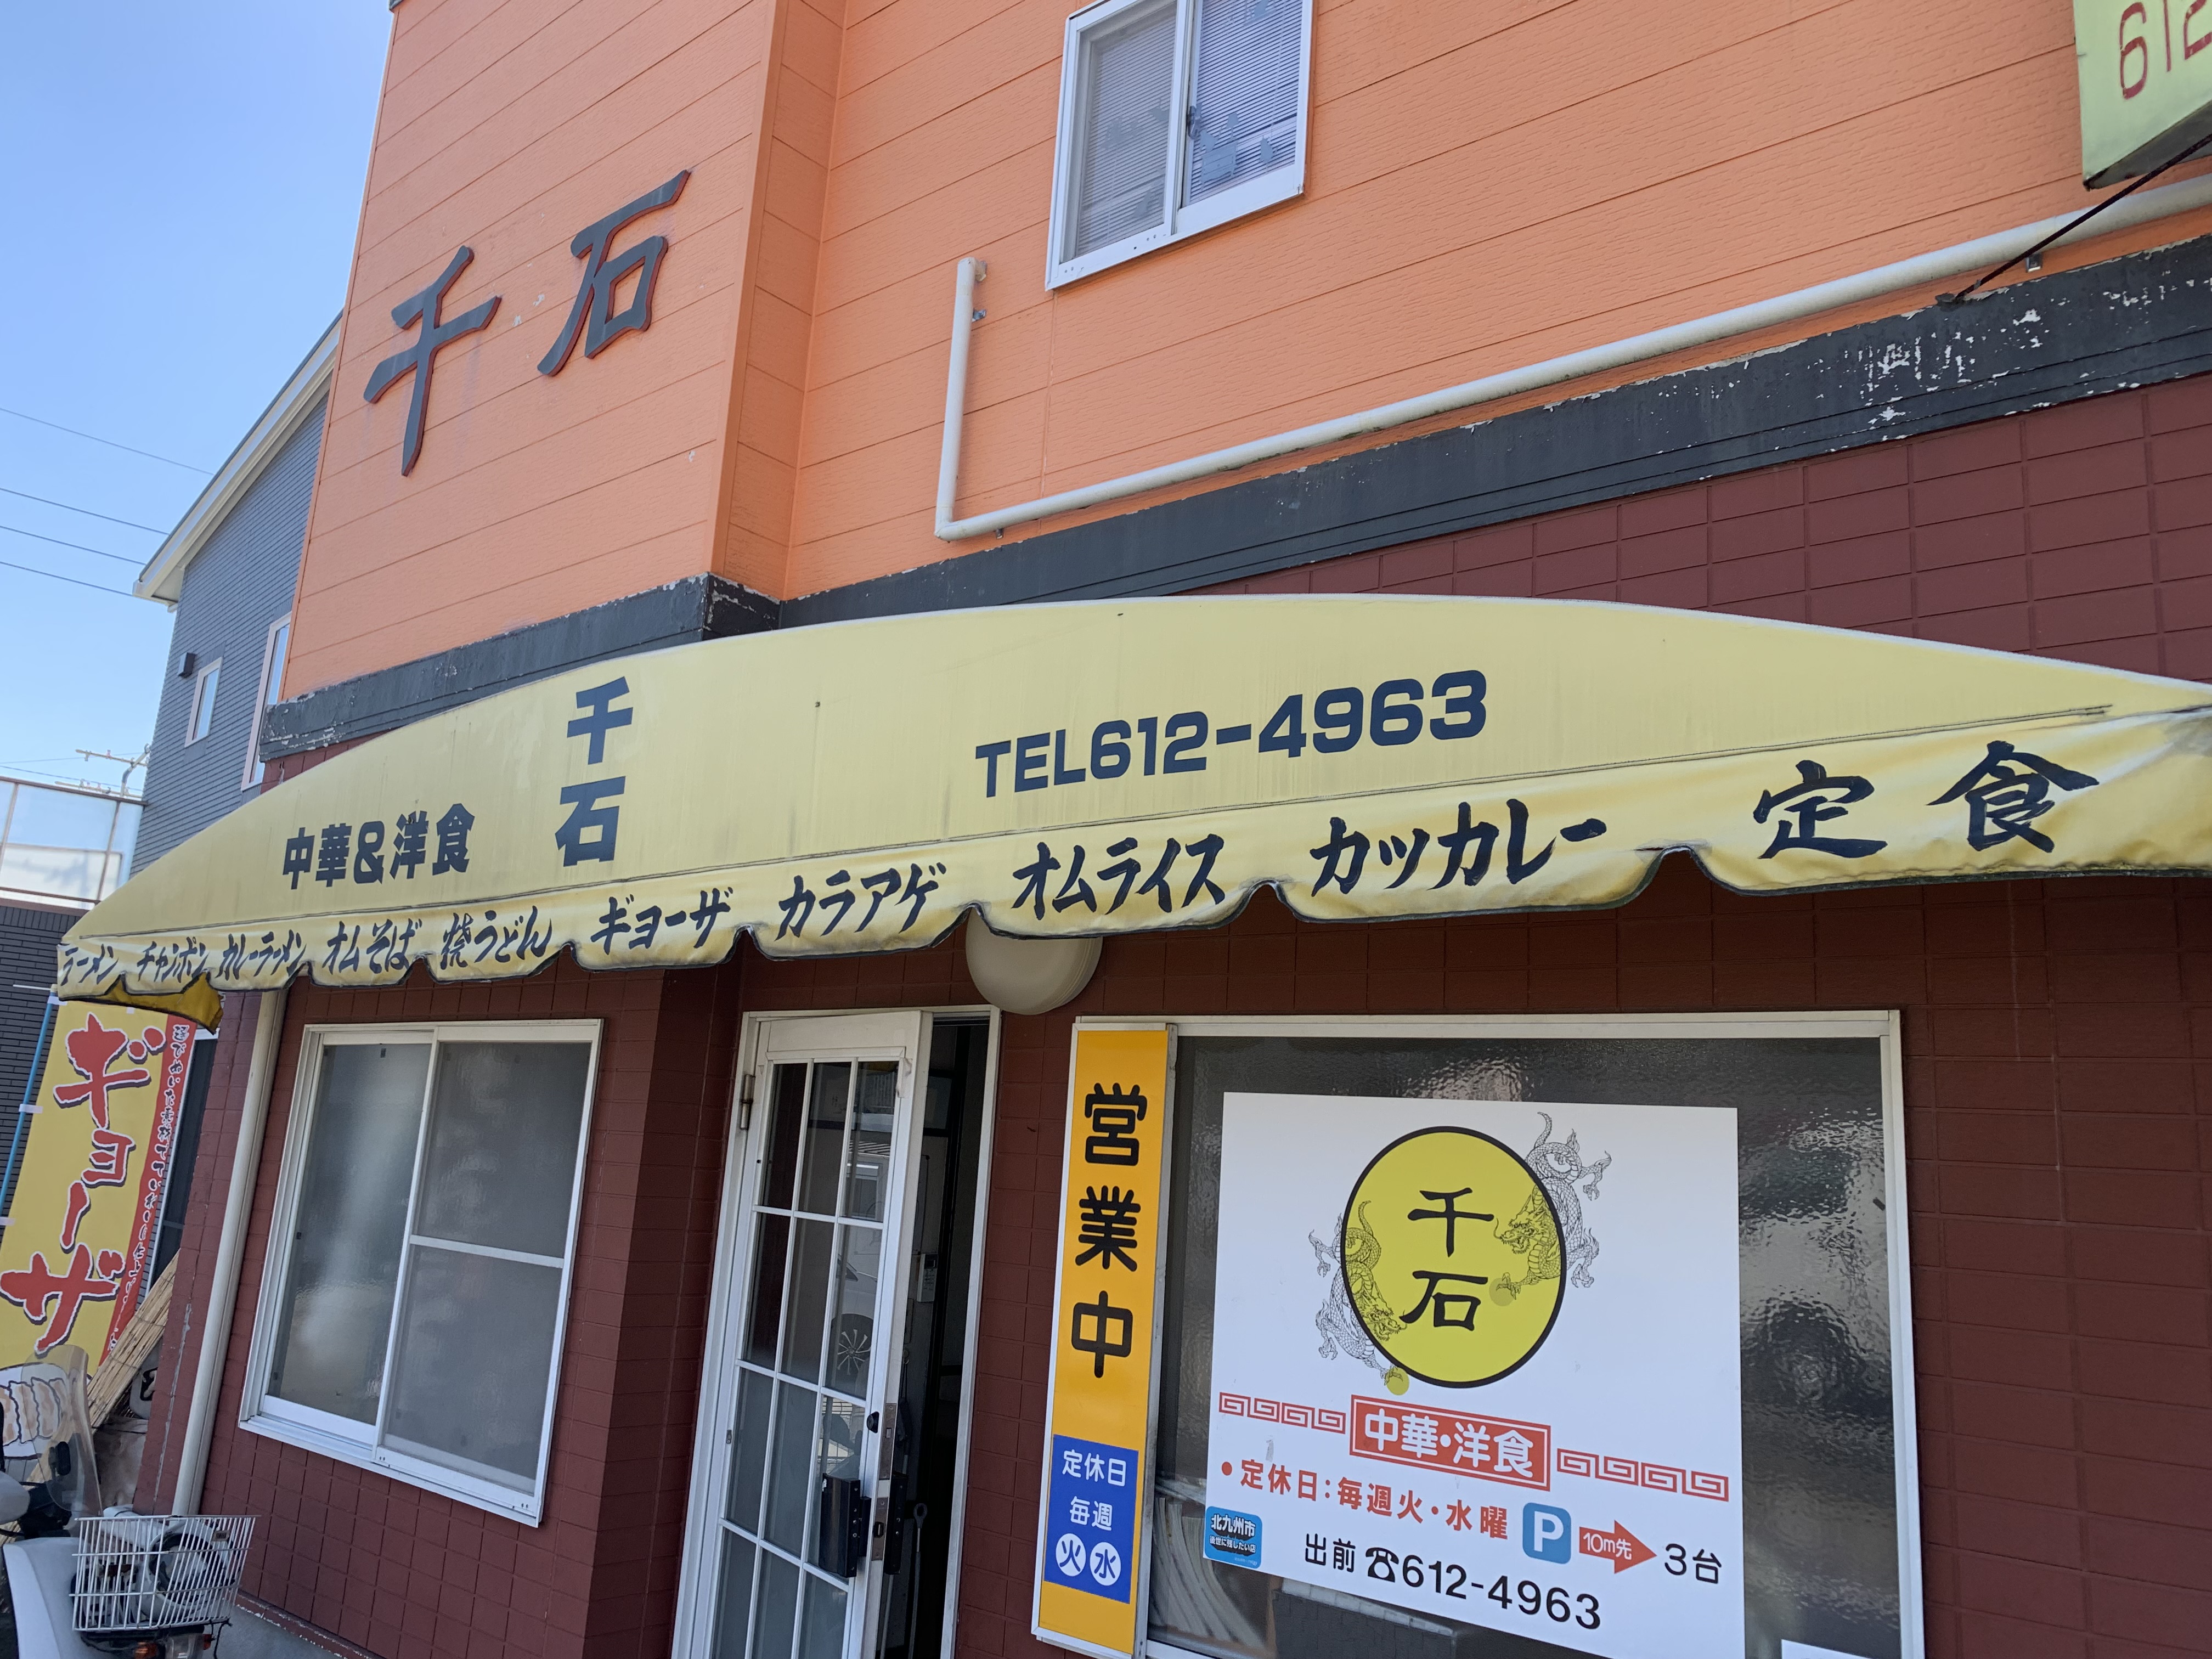 612
千石
千石
中華&洋食
TEL612-4963
ラーメン チャンポン カレーラーメン オムそば 焼うどん ギョーザ カラアゲ オムライス カツカレー 定食
ギョーザ
営業中
定休日
毎週
火水
千石
中華・洋食
•定休日:毎週火・水曜
P 10m先 3台
北九州市
出前☎612-4963